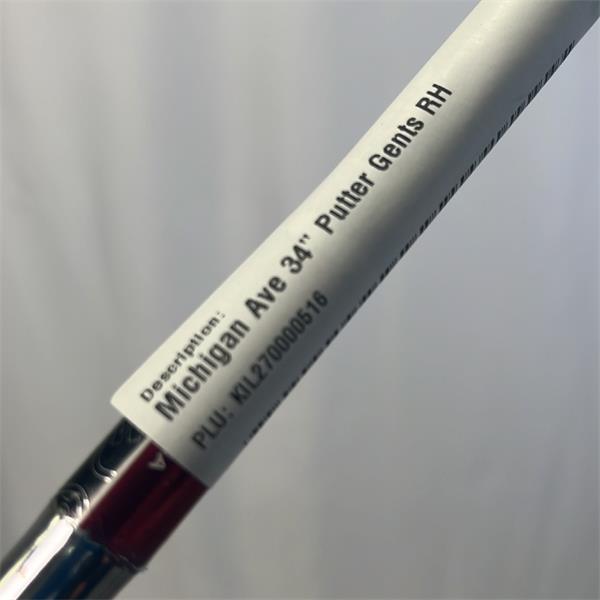 Description:
Michigan Ave 34" Putter Gents RH
PLU: KIL270000516